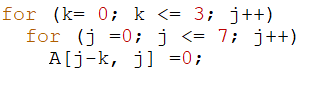 for (k= 0; k <= 3; j++)
for (j =0; j <= 7; j++)
A[j-k, j] =0;